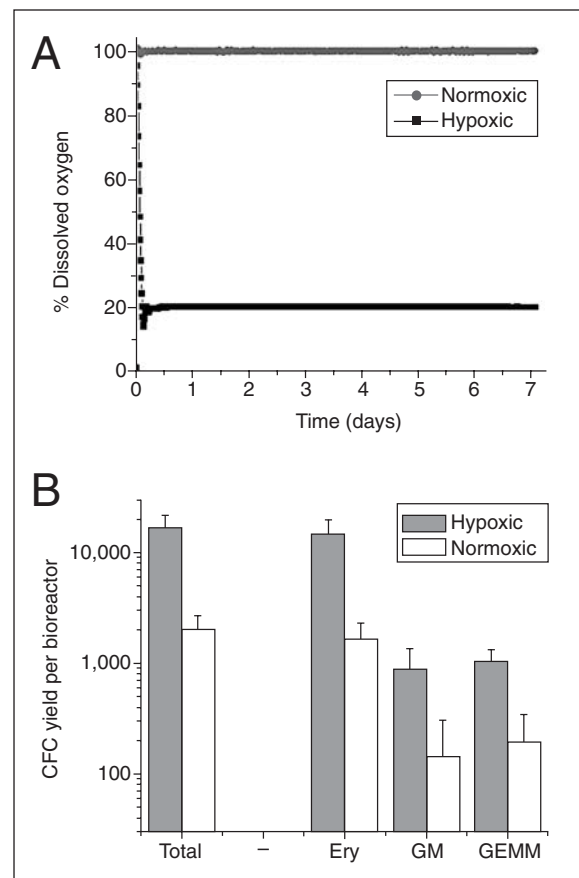 A
100
80
60
40
20
0
% Dissolved oxygen
Normoxic
Hypoxic
0 1 2 3 4 5 6 7
Time (days)
B
10,000
1,000
100
CFC yield per bioreactor
Hypoxic
Normoxic
Total – Ery GM GEMM